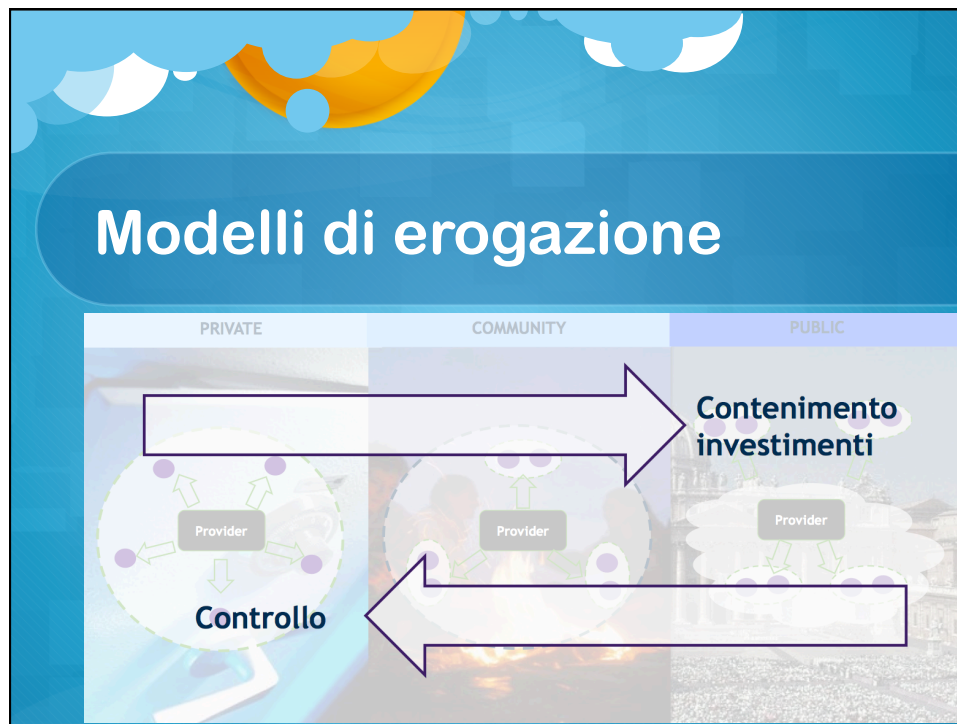 Modelli di erogazione
PRIVATE COMMUNITY PUBLIC
Contenimento
investimenti
Provider Provider Provider
Controllo